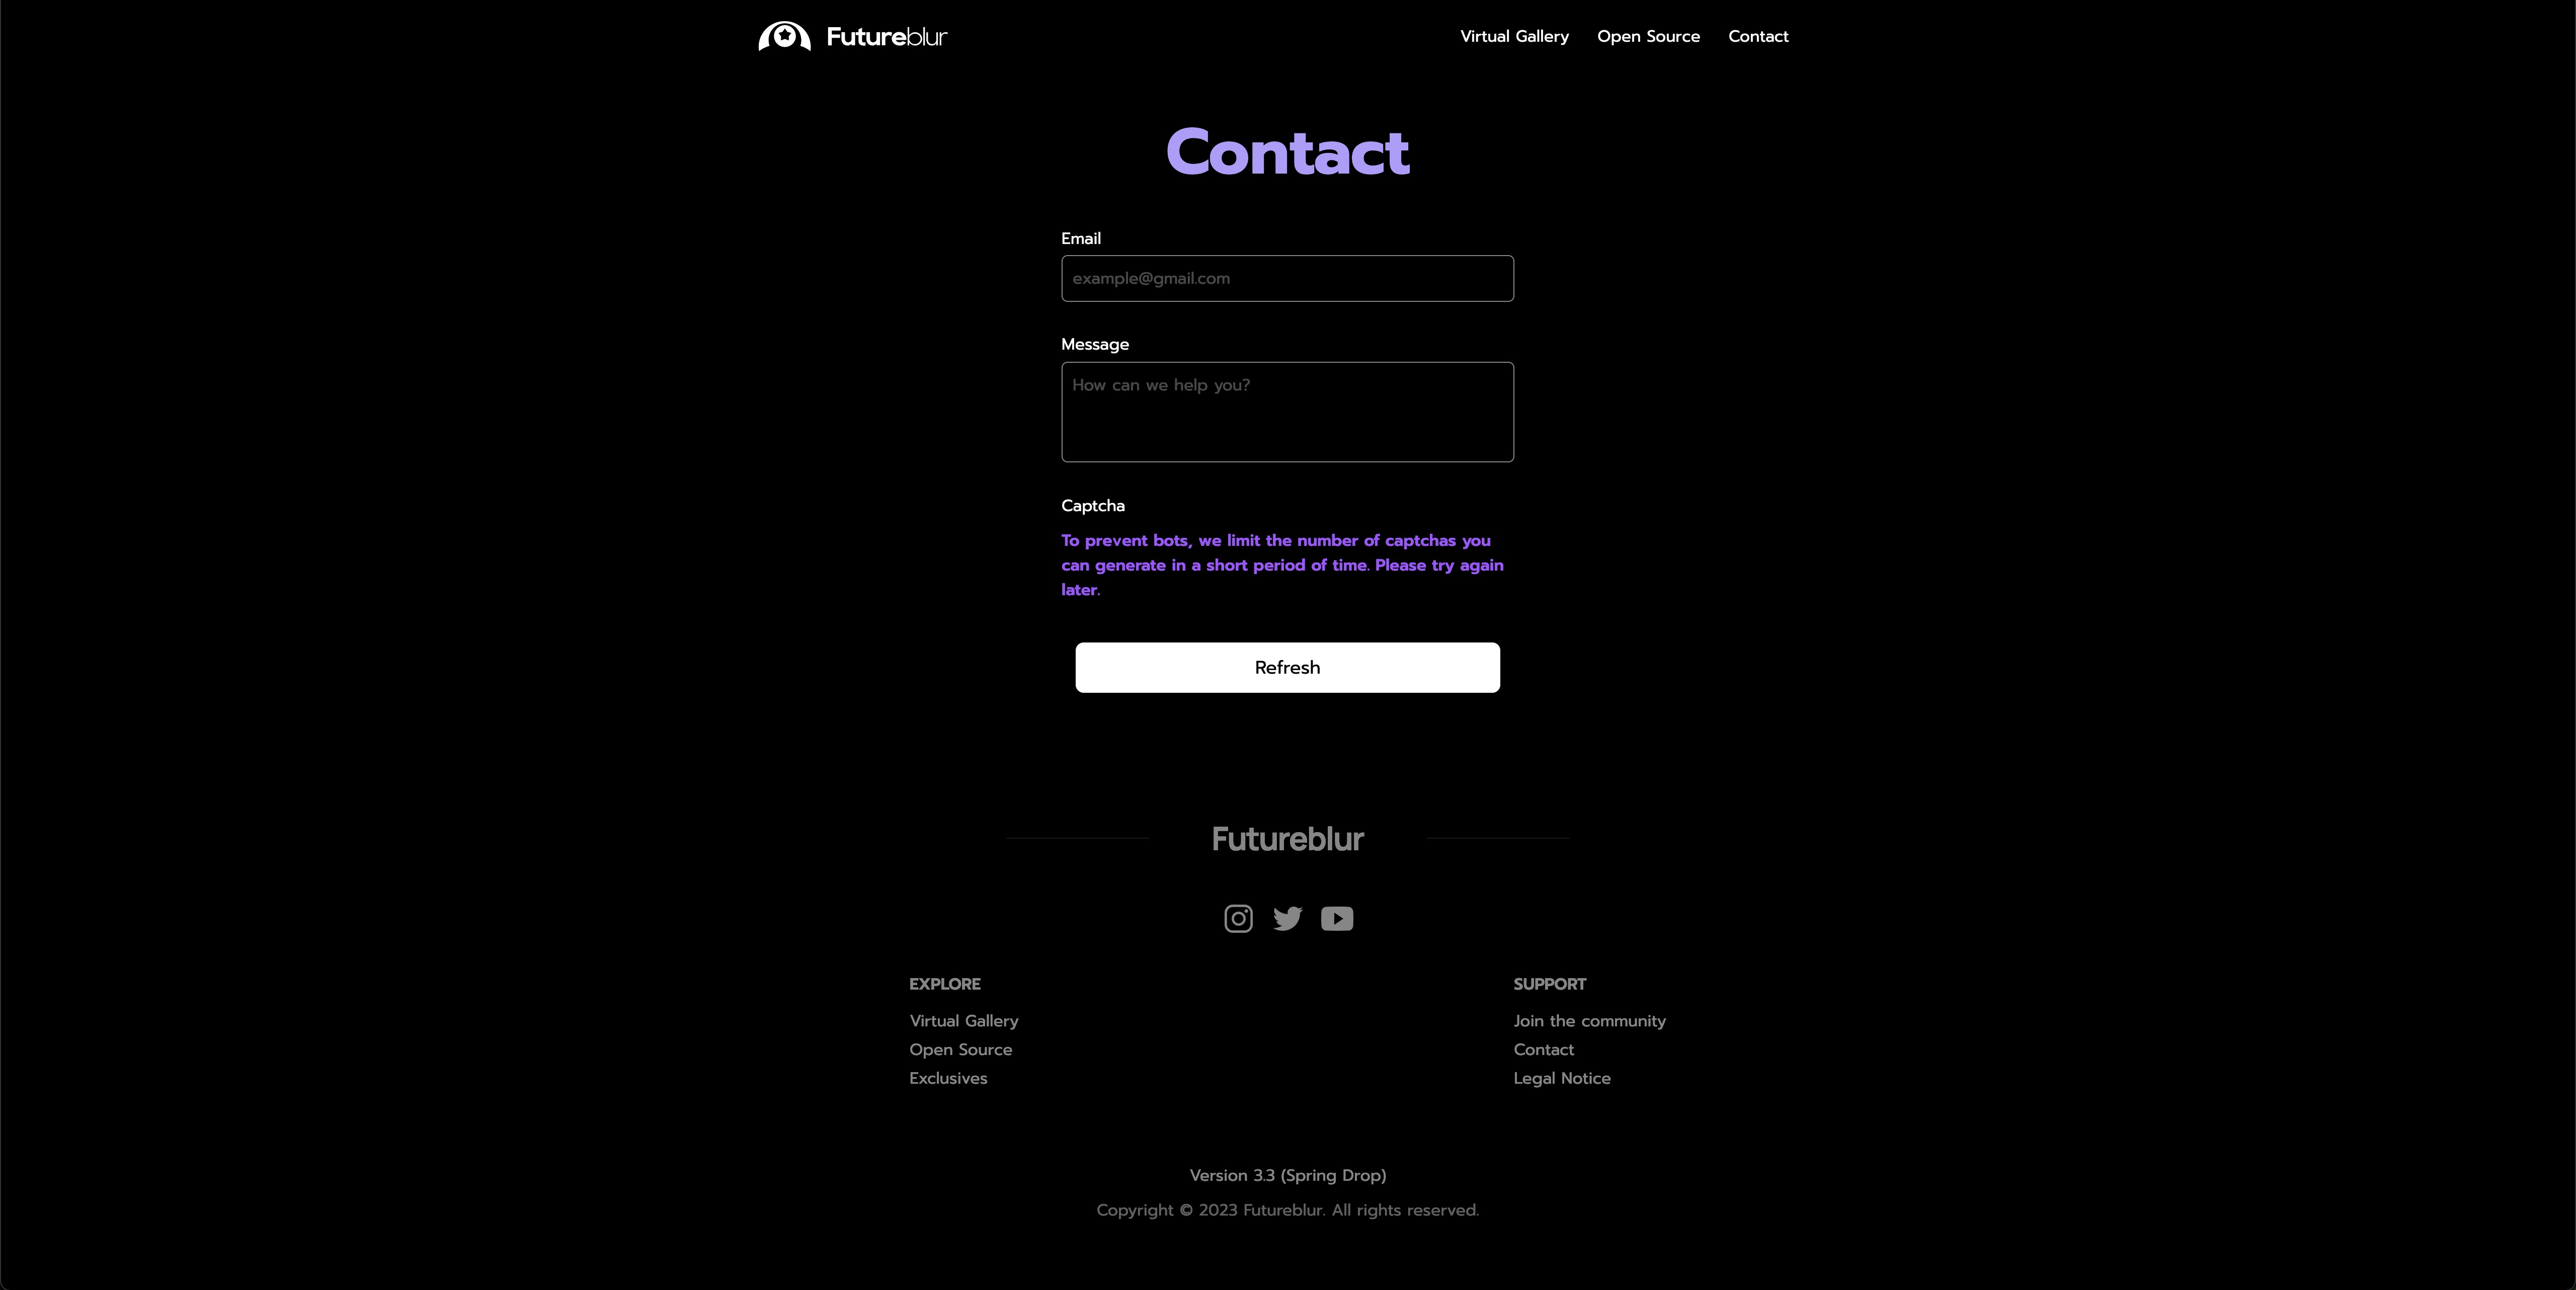 Futureblur
Virtual Gallery
Open Source
Contact
Contact
Email
example@gmail.com
Message
How can we help you?
Captcha
To prevent bots, we limit the number of captchas you
can generate in a short period of time. Please try again
later.
Refresh
Futureblur
EXPLORE
Virtual Gallery
Open Source
Exclusives
SUPPORT
Join the community
Contact
Legal Notice
Version 3.3 (Spring Drop)
Copyright © 2023 Futureblur. All rights reserved.